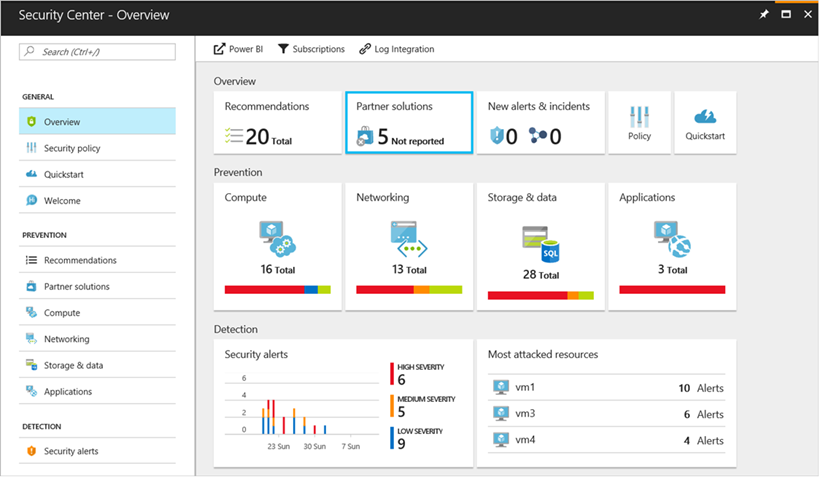 Security Center - Overview
Search (Ctrl+/)
GENERAL
Overview
Security policy
Quickstart
Welcome
PREVENTION
Recommendations
Partner solutions
Compute
Networking
Storage & data
Applications
DETECTION
Security alerts
Power BI Subscriptions Log Integration
Overview
Recommendations
20 Total
Partner solutions
5 Not reported
New alerts & incidents
0 0
Policy
Quickstart
Prevention
Compute
16 Total
Networking
13 Total
Storage & data
SQL
28 Total
Applications
3 Total
Detection
Security alerts
6
4
2
0
23 Sun 30 Sun 7 Sun
HIGH SEVERITY
6
MEDIUM SEVERITY
5
LOW SEVERITY
9
Most attacked resources
vm1 10 Alerts
vm3 6 Alerts
vm4 4 Alerts